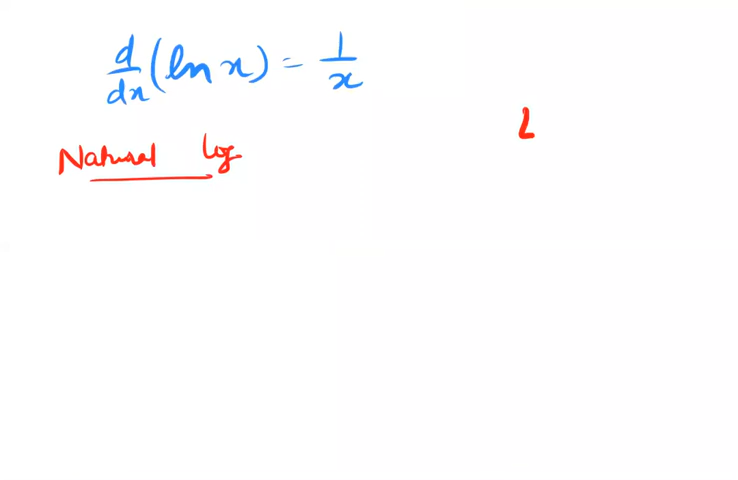 d/dx (ln x) = 1/x
Natural log